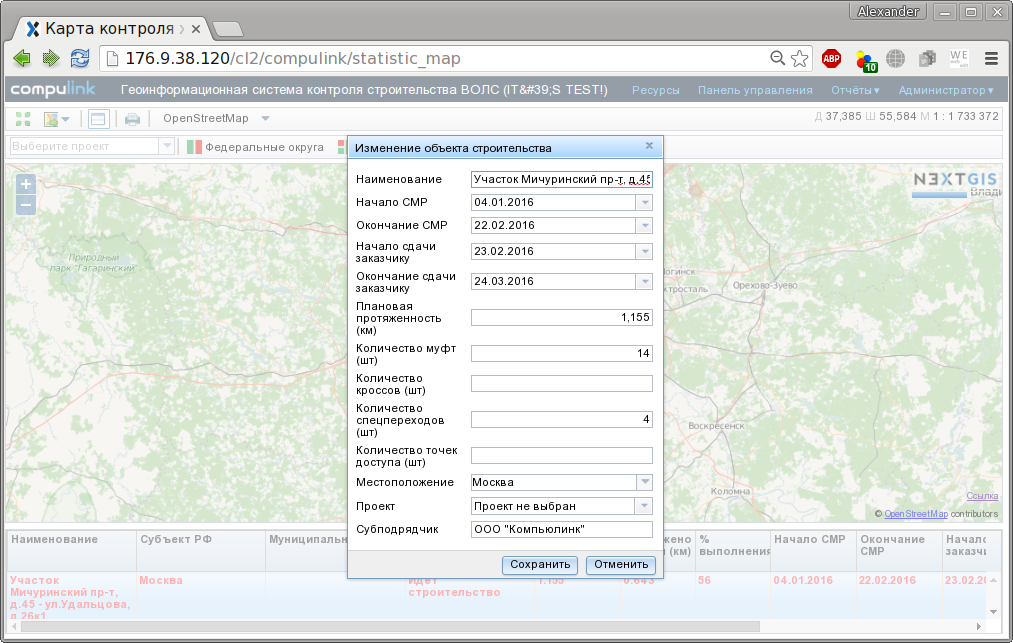 Alexander
Карта контроля
176.9.38.120/cl2/compulink/statistic_map
ABP
10
WE
compulink
Геоинформационная система контроля строительства ВОЛС (IT&#39;S TEST!)
Ресурсы
Панель управления
Отчёты
Администратор
OpenStreetMap
Д 37,385 Ш 55,584 М 1 : 1 733 372
Выберите проект
Федеральные округа
NEXTGIS
Влади
Природный
парк "Гагаринский"
Орехово-Зуево
Воскресенск
Коломна
Ссылка
© OpenStreetMap contributors
Изменение объекта строительства
Наименование
Участок Мичуринский пр-т, д.45
Начало СМР
04.01.2016
Окончание СМР
22.02.2016
Начало сдачи
заказчику
23.02.2016
Окончание сдачи
заказчику
24.03.2016
Плановая
протяженность
(км)
1,155
Количество муфт
(шт)
14
Количество
кроссов (шт)
Количество
спецпереходов
(шт)
4
Количество точек
доступа (шт)
Местоположение
Москва
Проект
Проект не выбран
Субподрядчик
ООО "Компьюлинк"
Сохранить
Отменить
Наименование
Субъект РФ
Муниципальн
жено
(км)
%
выполнения
Начало СМР
Окончание
СМР
Начало
заказчи
Участок
Мичуринский пр-т,
д.45 - ул.Удальцова,
д.26к1
Москва
Идет
строительство
1.155
0.643
56
04.01.2016
22.02.2016
23.02.20